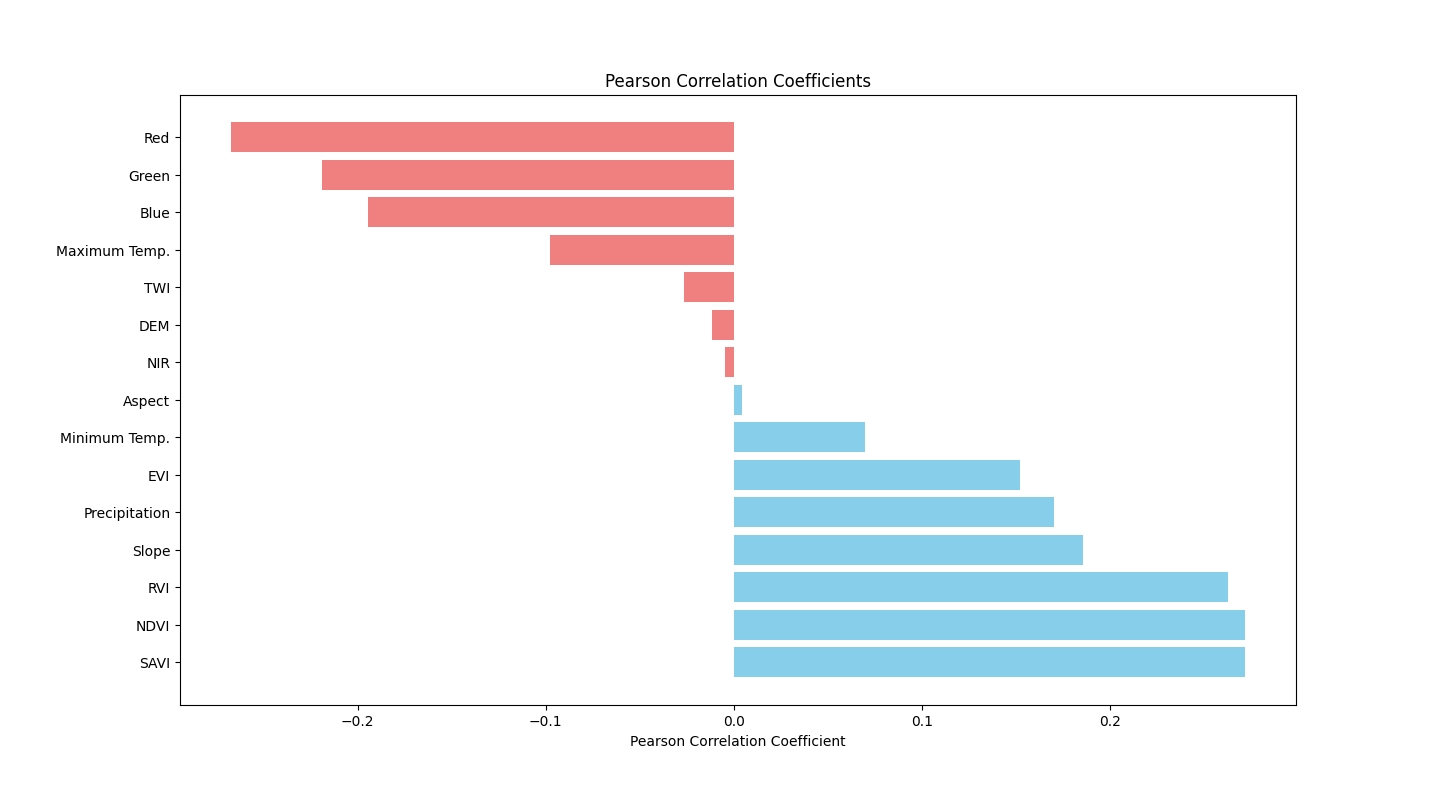 Pearson Correlation Coefficients
Red
Green
Blue
Maximum Temp.
TWI
DEM
NIR
Aspect
Minimum Temp.
EVI
Precipitation
Slope
RVI
NDVI
SAVI
−0.2 −0.1 0.0 0.1 0.2
Pearson Correlation Coefficient